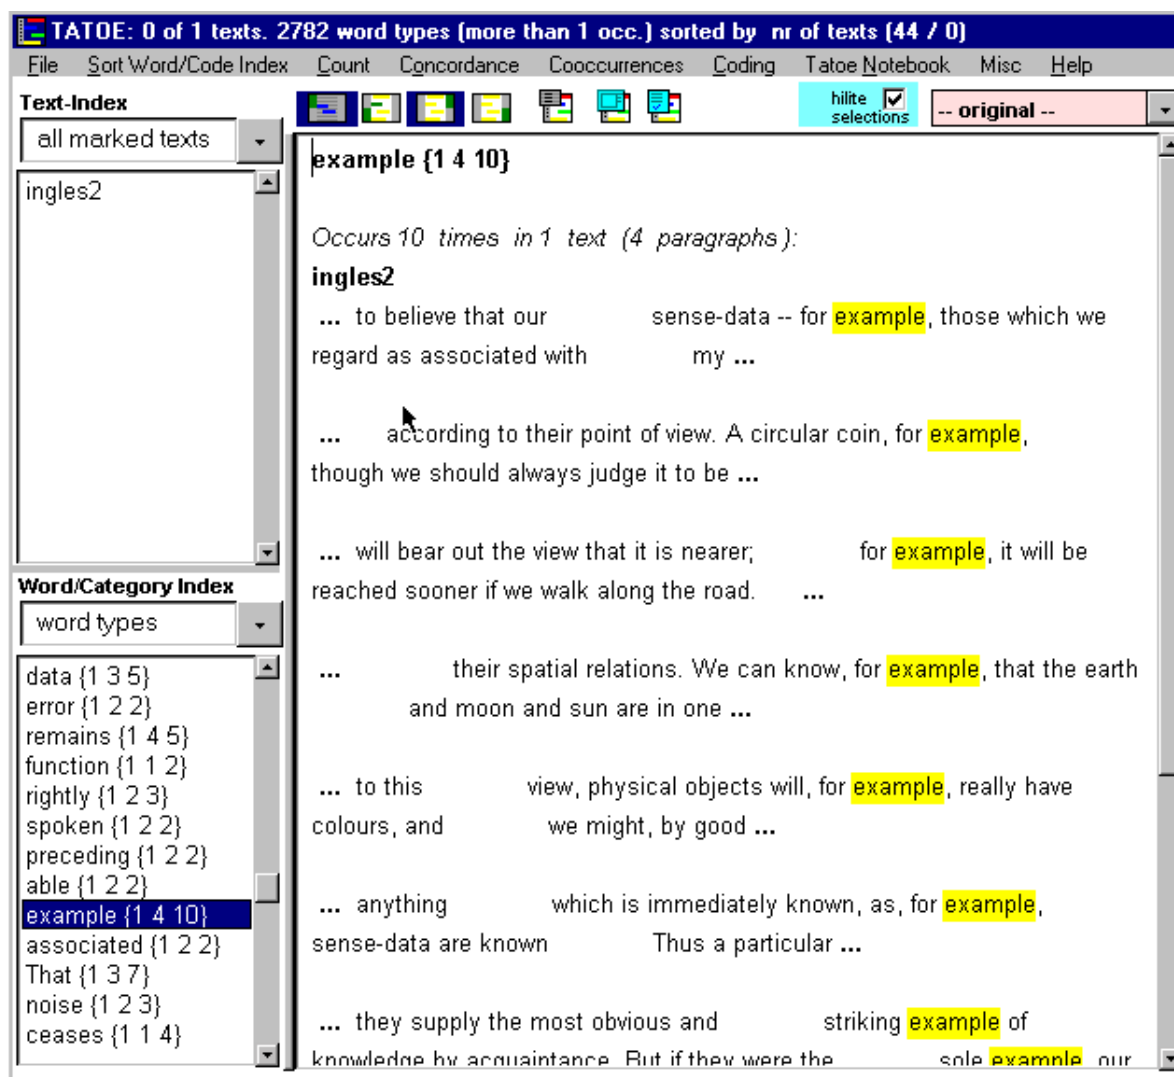 TATOE: 0 of 1 texts. 2782 word types (more than 1 occ.) sorted by nr of texts (44 / 0)
File Sort Word/Code Index Count Concordance Cooccurrences Coding Tatoe Notebook Misc Help
Text-Index
all marked texts
ingles2
Word/Category Index
word types
data {1 3 5}
error {1 2 2}
remains {1 4 5}
function {1 1 2}
rightly {1 2 3}
spoken {1 2 2}
preceding {1 2 2}
able {1 2 2}
example {1 4 10}
associated {1 2 2}
That {1 3 7}
noise {1 2 3}
ceases {1 1 4}
hilite
selections
-- original --
example {1 4 10}
Occurs 10 times in 1 text (4 paragraphs):
ingles2
... to believe that our sense-data -- for example, those which we
regard as associated with my ...
... according to their point of view. A circular coin, for example,
though we should always judge it to be ...
... will bear out the view that it is nearer; for example, it will be
reached sooner if we walk along the road. ...
... their spatial relations. We can know, for example, that the earth
and moon and sun are in one ...
... to this view, physical objects will, for example, really have
colours, and we might, by good ...
... anything which is immediately known, as, for example,
sense-data are known Thus a particular ...
... they supply the most obvious and striking example of
knowledge by acquaintance. But if they were the sole example, our